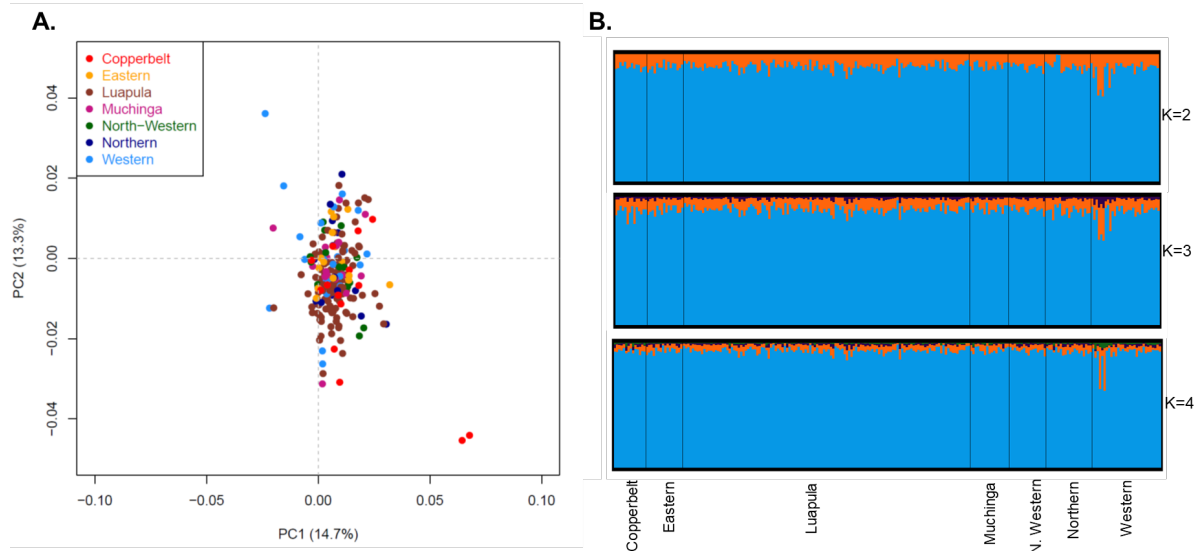 A.
Copperbelt
Eastern
Luapula
Muchinga
North−Western
Northern
Western
0.04
0.02
0.00
−0.02
−0.04
PC2 (13.3%)
−0.10
−0.05
0.00
0.05
0.10
PC1 (14.7%)
B.
K=2
K=3
K=4
Copperbelt
Eastern
Luapula
Muchinga
N. Western
Northern
Western